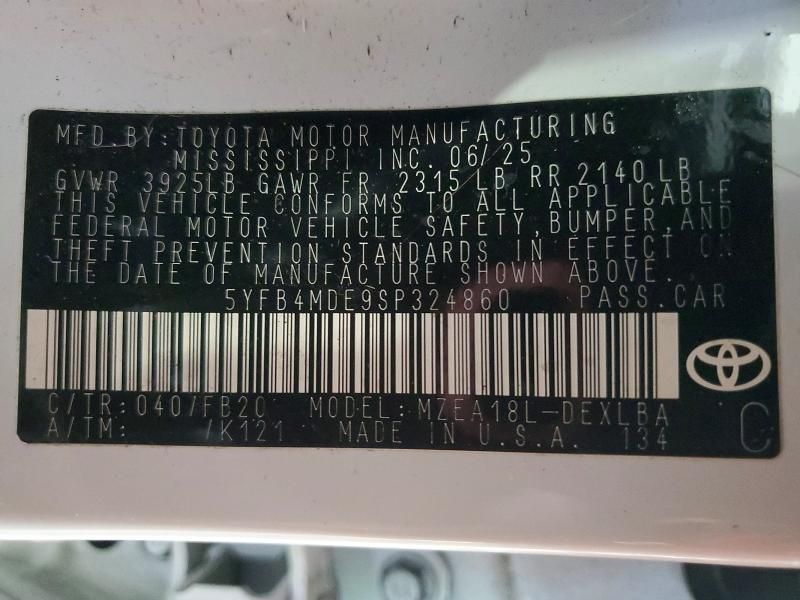 MFD. BY: TOYOTA MOTOR MANUFACTURING
MISSISSIPPI INC. 06/25
GVWR 3925LB GAWR FR 2315 LB RR 2140 LB
THIS VEHICLE CONFORMS TO ALL APPLICABLE
FEDERAL MOTOR VEHICLE SAFETY, BUMPER, AND
THEFT PREVENTION STANDARDS IN EFFECT ON
THE DATE OF MANUFACTURE SHOWN ABOVE.
5YFB4MDE9SP324860 PASS. CAR
C/TR: 040/FB20 MODEL: MZEA18L-DEXLBA
A/TM: /K121 MADE IN U.S.A. 134 C